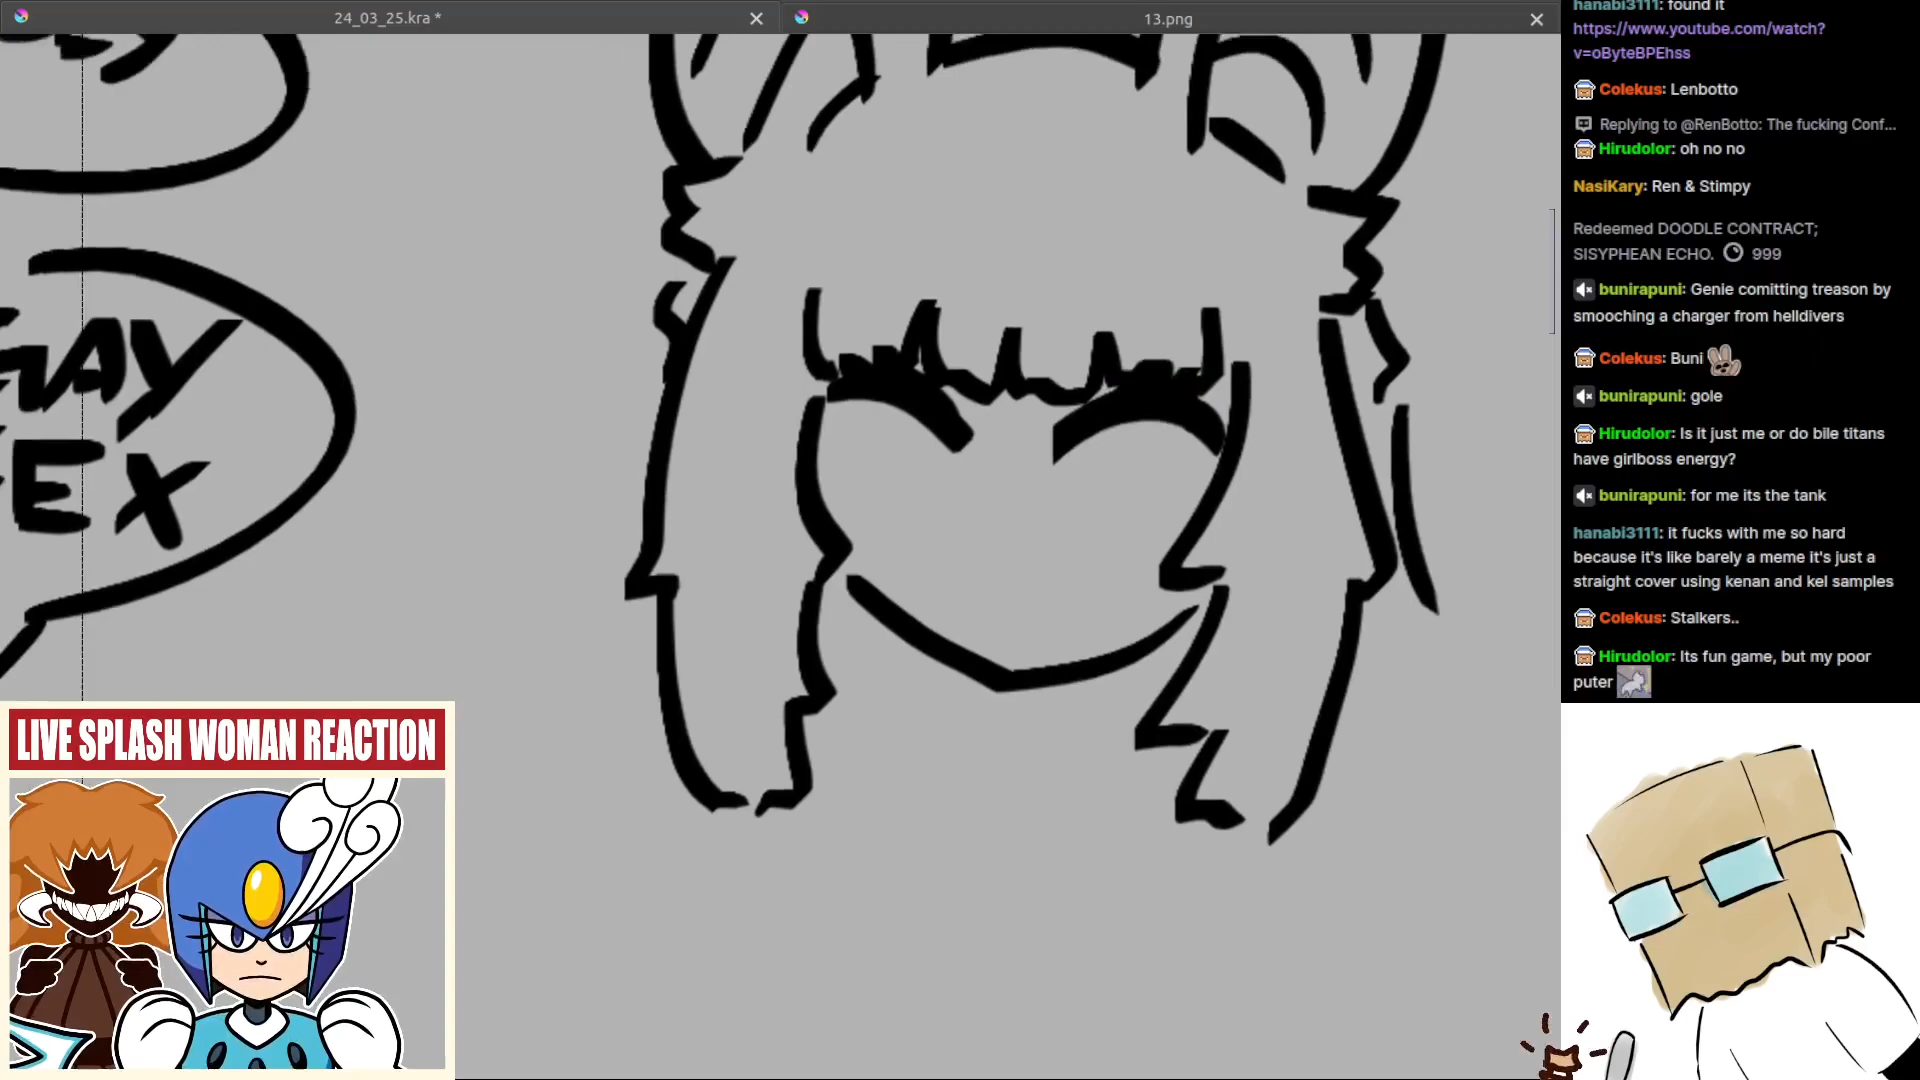 24_03_25.kra *
13.png
GAY
EX
LIVE SPLASH WOMAN REACTION
hanabi3111: found it
https://www.youtube.com/watch?
v=oByteBPEhss
Colekus: Lenbotto
Replying to @RenBotto: The fucking Conf...
Hirudolor: oh no no
NasiKary: Ren & Stimpy
Redeemed DOODLE CONTRACT;
SISYPHEAN ECHO. 999
bunirapuni: Genie comitting treason by
smooching a charger from helldivers
Colekus: Buni
bunirapuni: gole
Hirudolor: Is it just me or do bile titans
have girlboss energy?
bunirapuni: for me its the tank
hanabi3111: it fucks with me so hard
because it's like barely a meme it's just a
straight cover using kenan and kel samples
Colekus: Stalkers..
Hirudolor: Its fun game, but my poor
puter